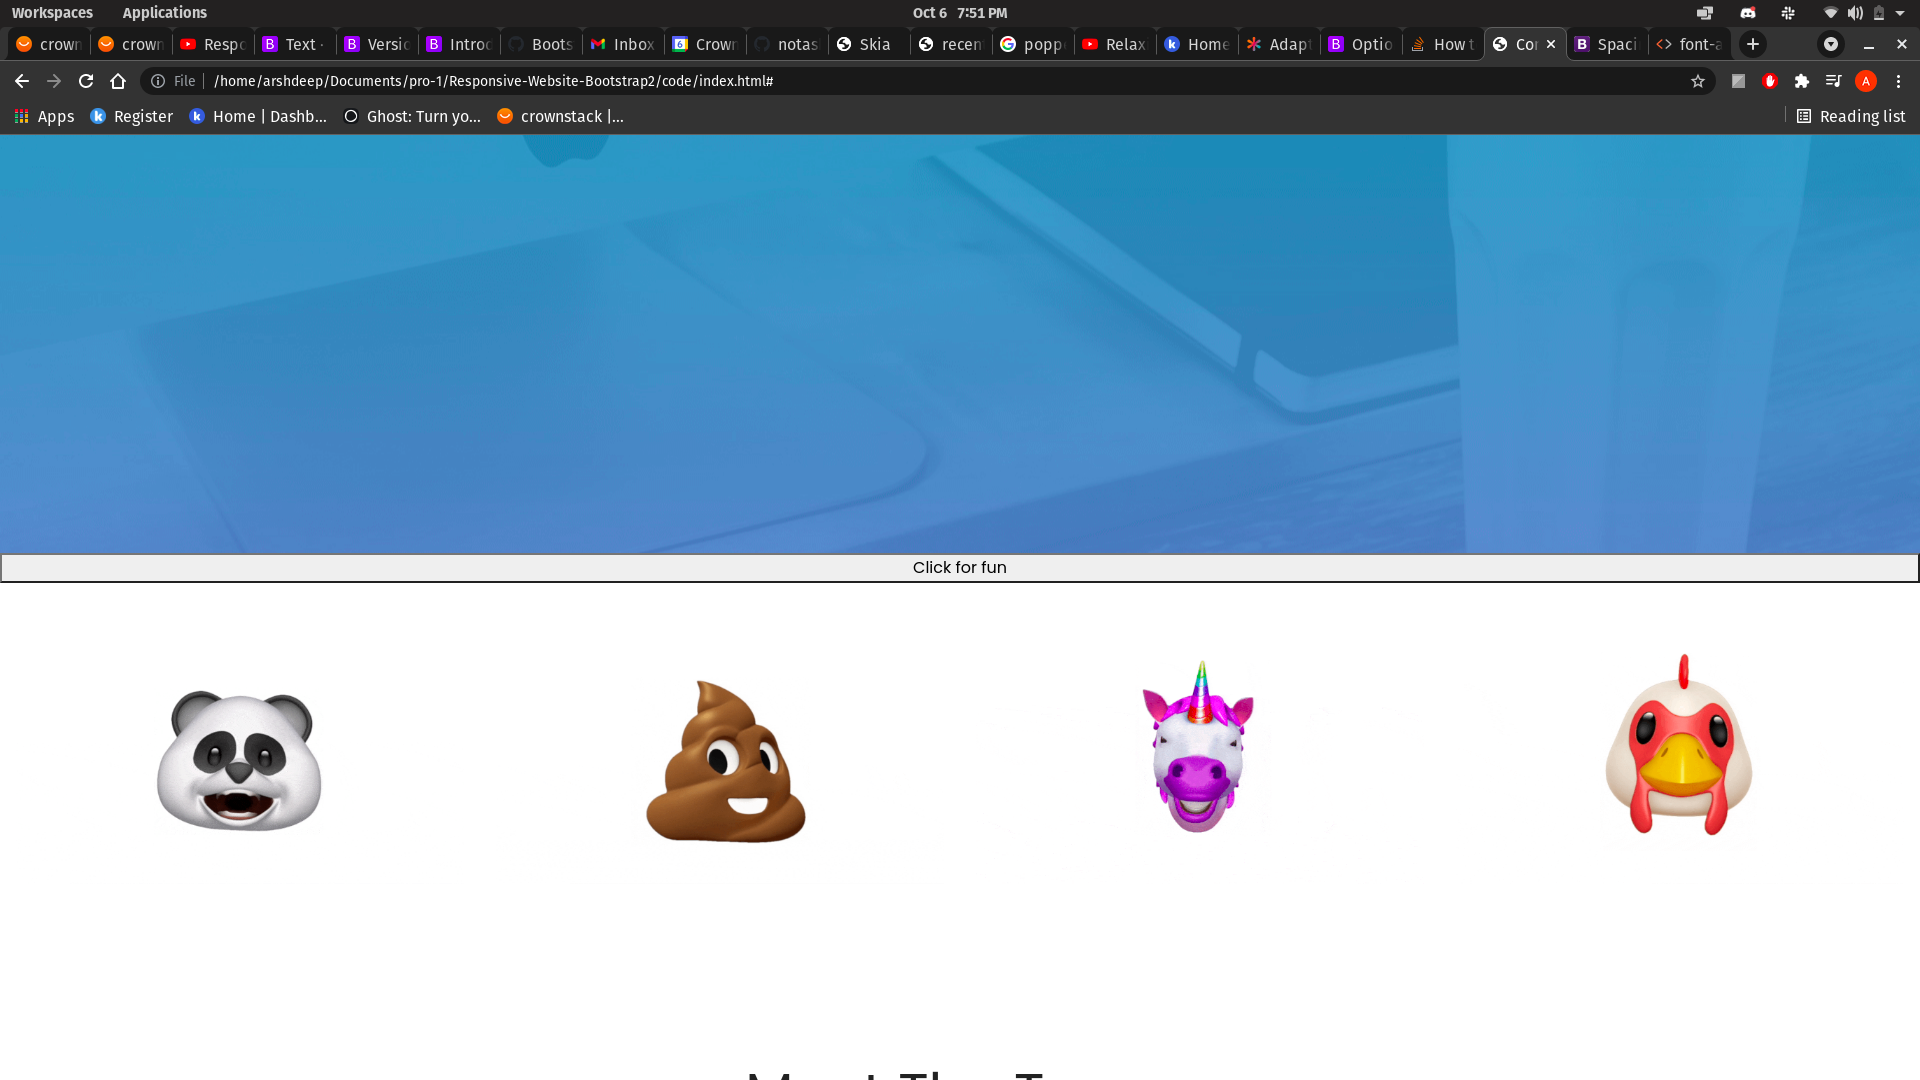 Workspaces Applications Oct 6 7:51 PM
crown crown Respo Text · Versio Introd Boots Inbox Crown notas Skia recen popp Relax Home Adapt Optio How t Co Spaci font-a
File /home/arshdeep/Documents/pro-1/Responsive-Website-Bootstrap2/code/index.html# A
Apps Register Home | Dashb... Ghost: Turn yo... crownstack |... Reading list
Click for fun